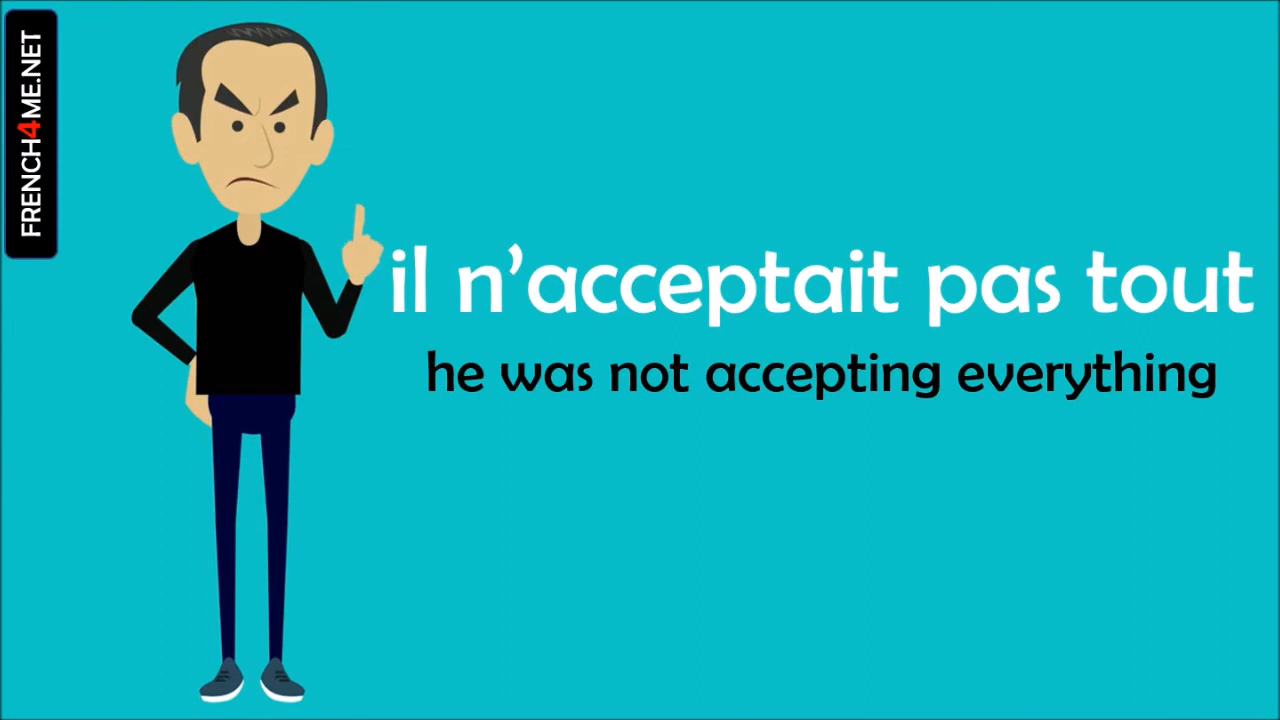 FRENCH4ME.NET
il n’acceptait pas tout
he was not accepting everything